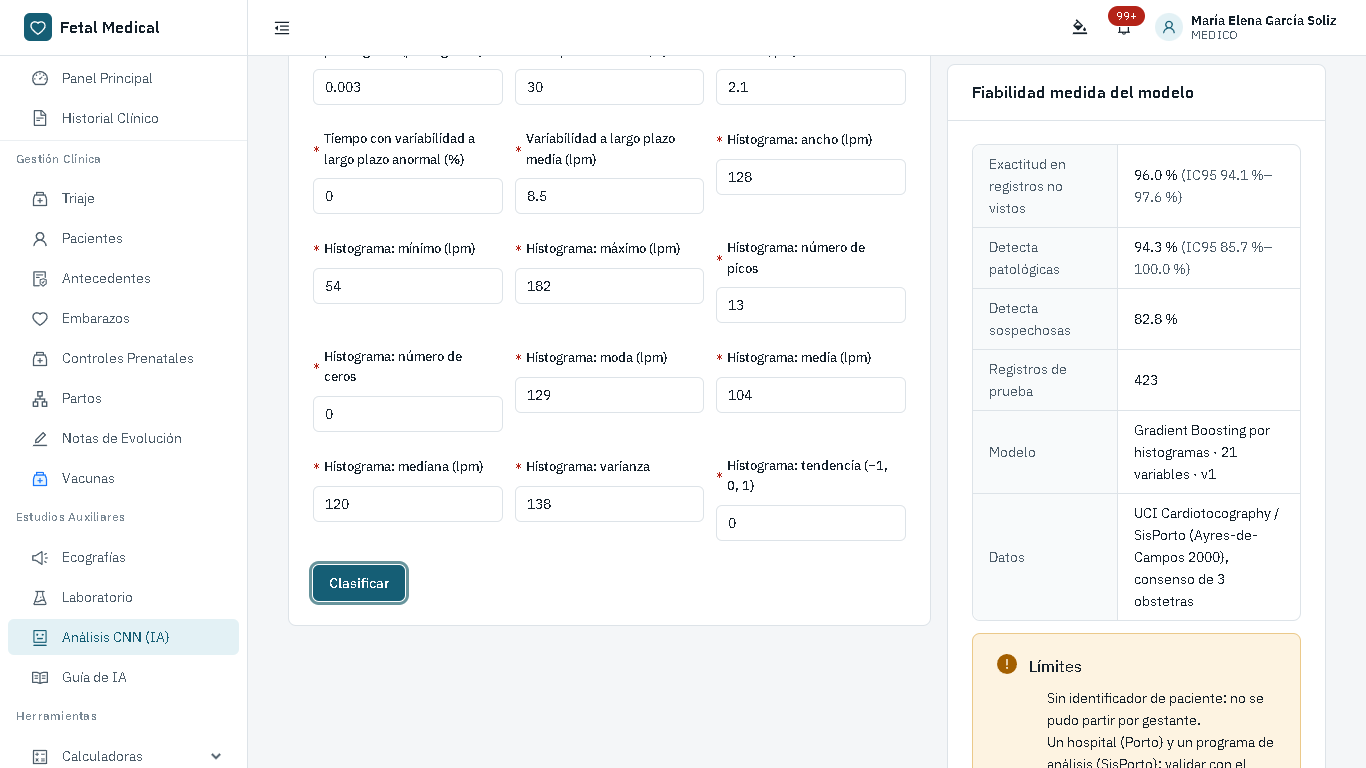 Fetal Medical
99+
María Elena García Soliz
MEDICO
Panel Principal
Historial Clínico
Gestión Clínica
Triaje
Pacientes
Antecedentes
Embarazos
Controles Prenatales
Partos
Notas de Evolución
Vacunas
Estudios Auxiliares
Ecografías
Laboratorio
Análisis CNN (IA)
Guía de IA
Herramientas
Calculadoras
0.003
30
2.1
* Tiempo con variabilidad a
largo plazo anormal (%)
* Variabilidad a largo plazo
media (lpm)
* Histograma: ancho (lpm)
0
8.5
128
* Histograma: mínimo (lpm)
* Histograma: máximo (lpm)
* Histograma: número de
picos
54
182
13
* Histograma: número de
ceros
* Histograma: moda (lpm)
* Histograma: media (lpm)
0
129
104
* Histograma: mediana (lpm)
* Histograma: varianza
* Histograma: tendencia (−1,
0, 1)
120
138
0
Clasificar
Fiabilidad medida del modelo
Exactitud en
registros no
vistos
96.0 % (IC95 94.1 %–
97.6 %)
Detecta
patológicas
94.3 % (IC95 85.7 %–
100.0 %)
Detecta
sospechosas
82.8 %
Registros de
prueba
423
Modelo
Gradient Boosting por
histogramas · 21
variables · v1
Datos
UCI Cardiotocography /
SisPorto (Ayres-de-
Campos 2000),
consenso de 3
obstetras
Límites
Sin identificador de paciente: no se
pudo partir por gestante.
Un hospital (Porto) y un programa de
análisis (SisPorto): validar con el